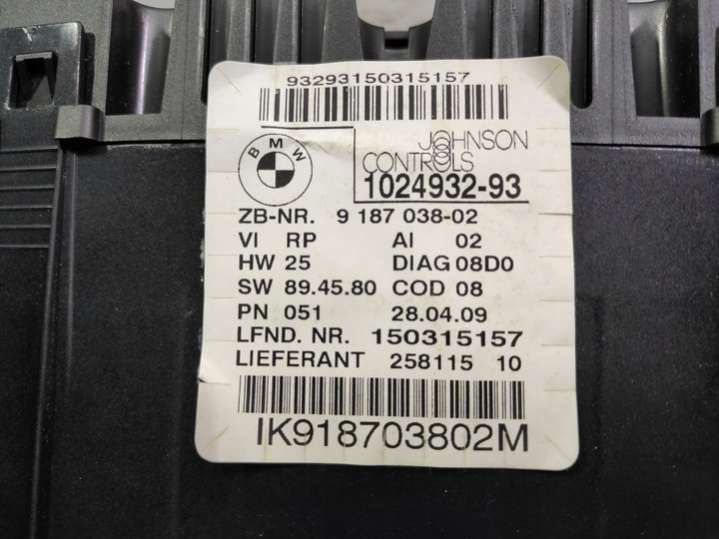 93293150315157
BMW
JOHNSON
CONTROLS
1024932-93
ZB-NR. 9 187 038-02
VI RP AI 02
HW 25 DIAG 08D0
SW 89.45.80 COD 08
PN 051 28.04.09
LFND. NR. 150315157
LIEFERANT 258115 10
IK918703802M